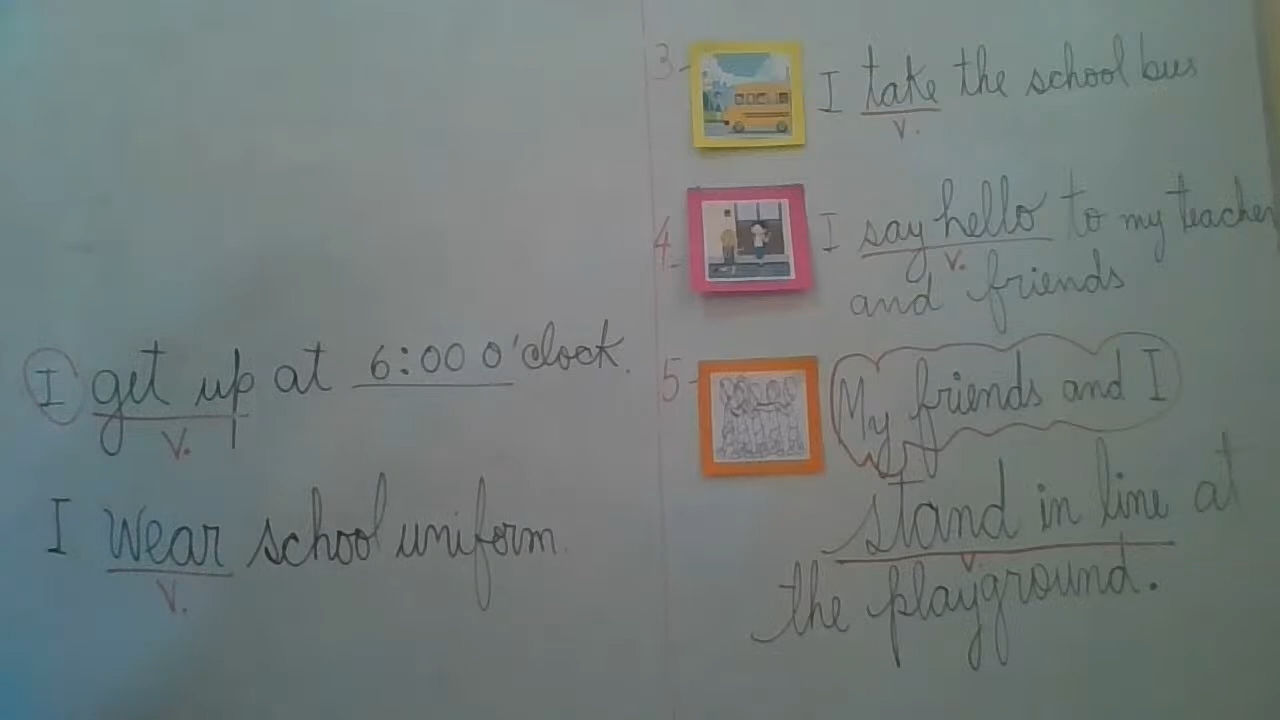 I get up at 6:00 O'clock.
V.
I wear school uniform.
V.
3- I take the school bus
V.
4- I say hello to my teacher
V.
and friends
5- My friends and I
stand in line at
V.
the playground.